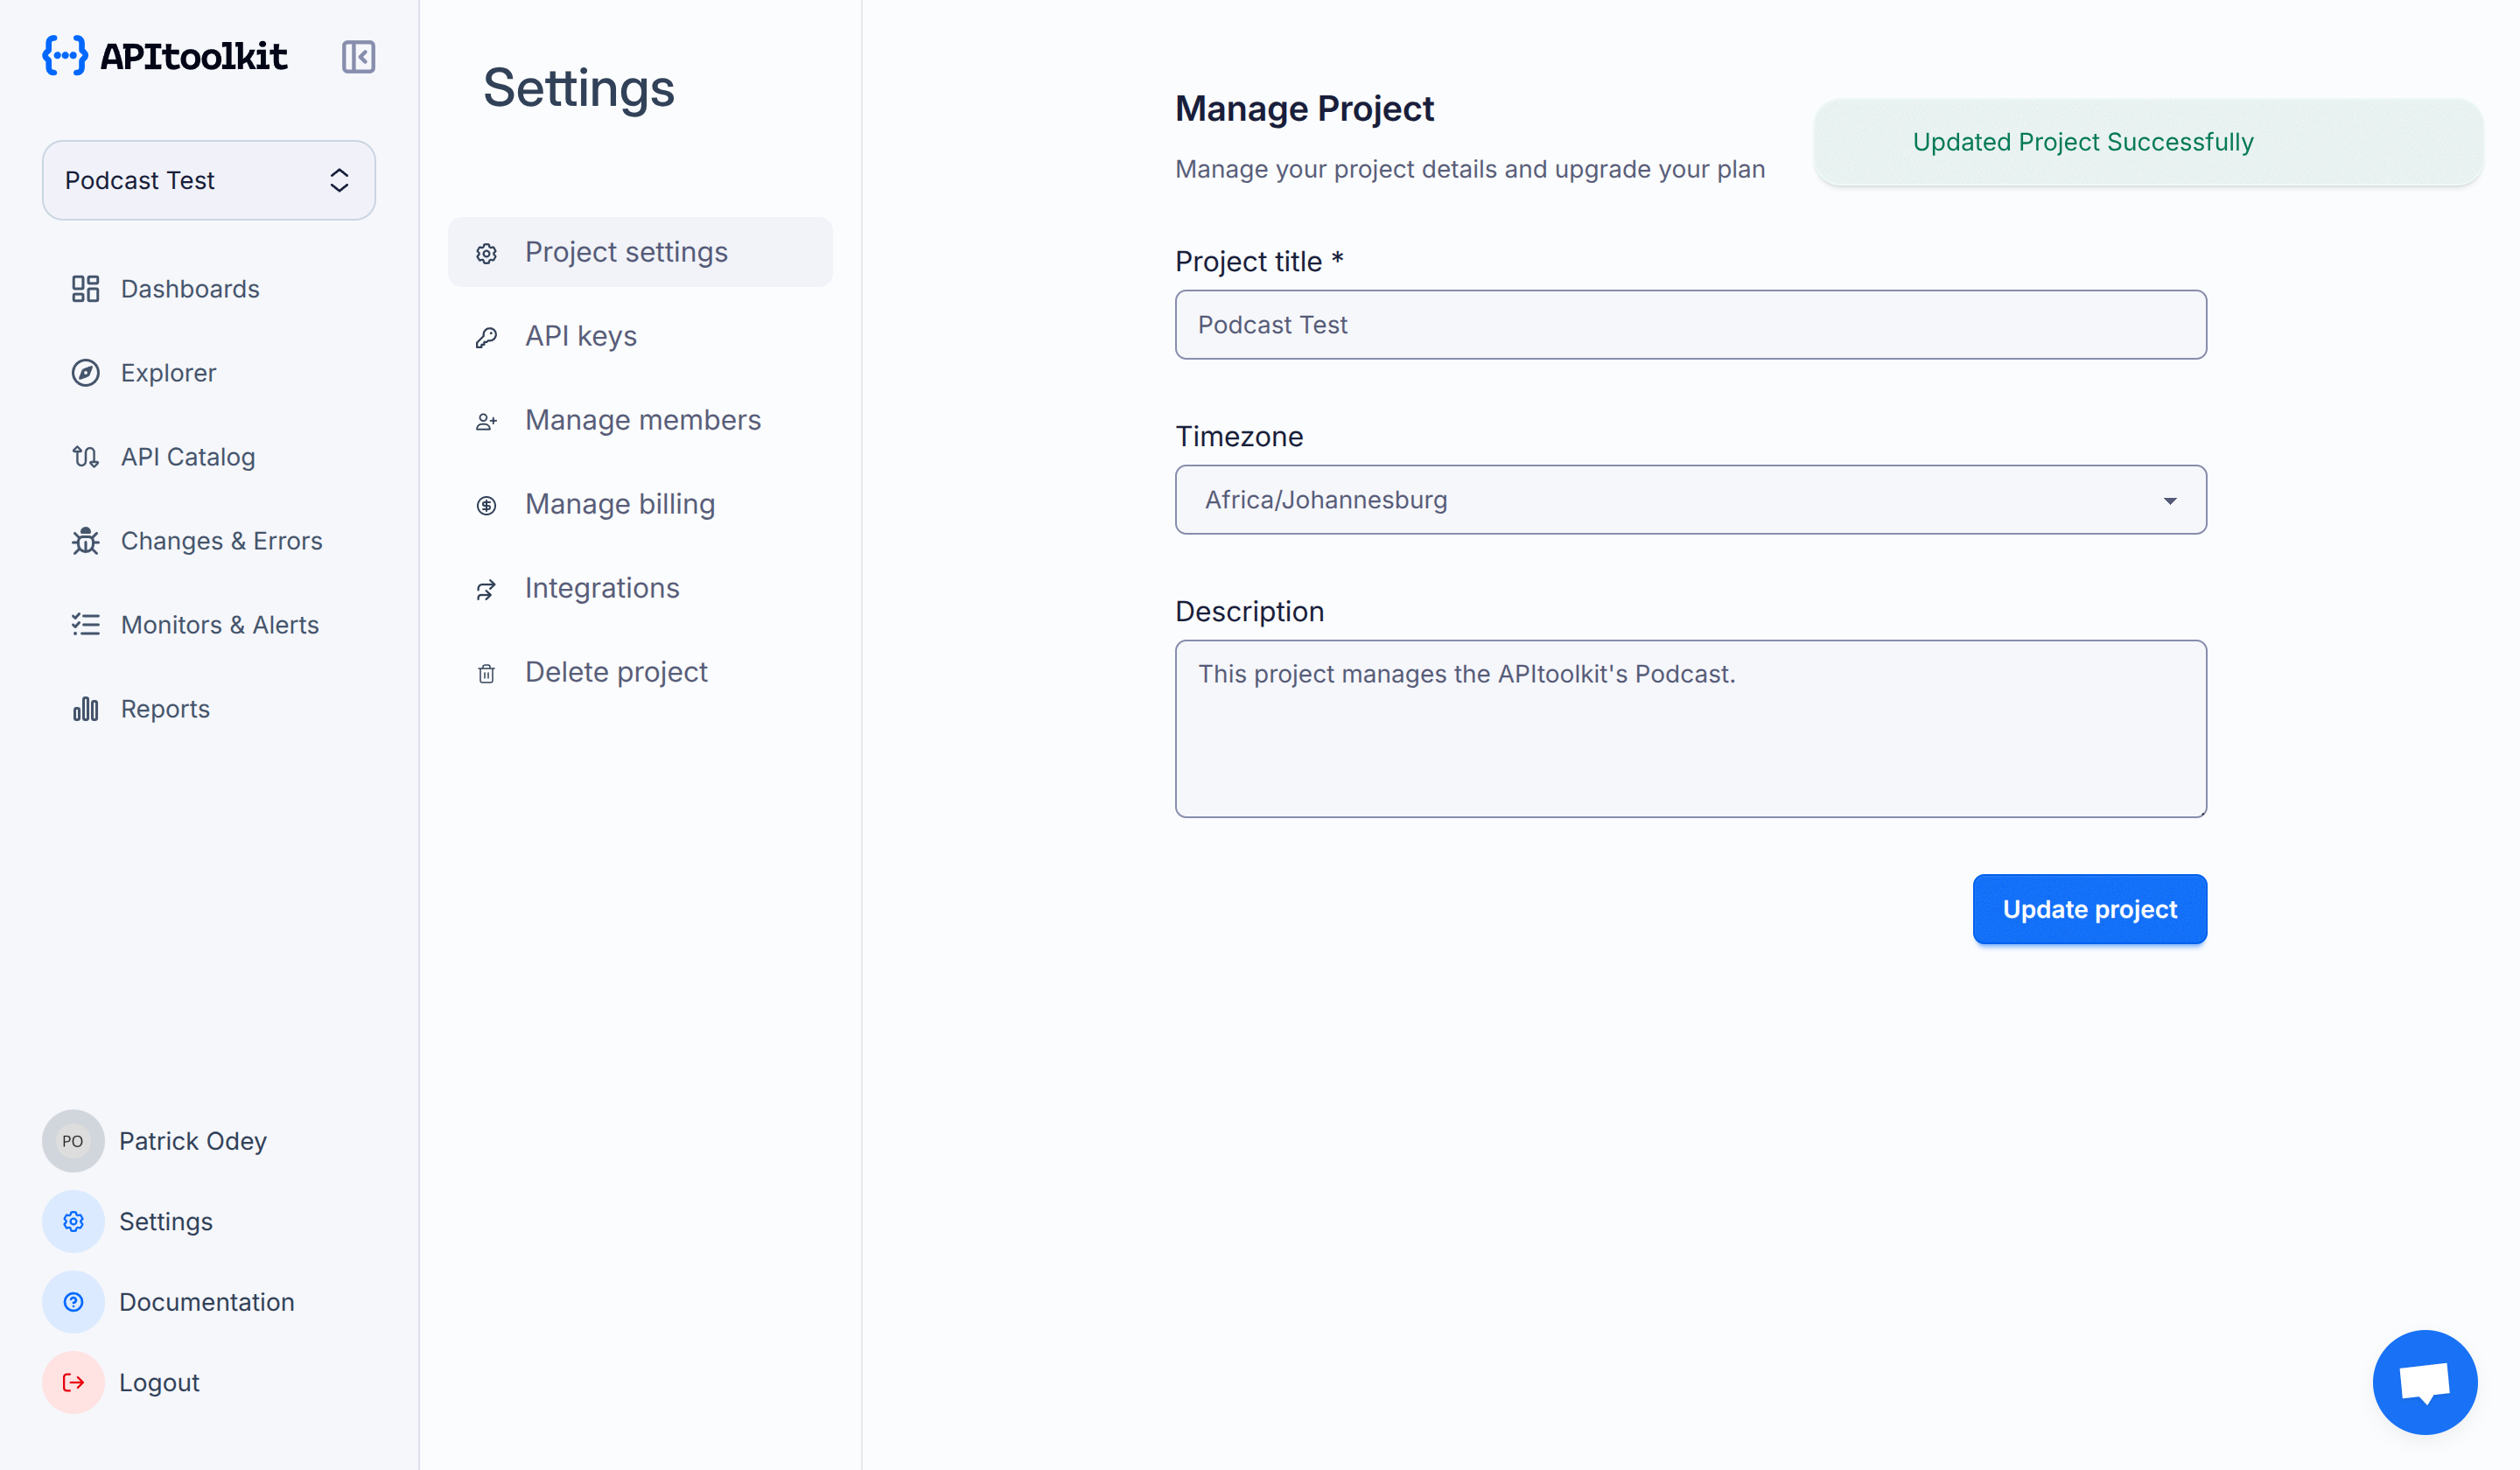 APItoolkit
Podcast Test
Dashboards
Explorer
API Catalog
Changes & Errors
Monitors & Alerts
Reports
PO
Patrick Odey
Settings
Documentation
Logout
Settings
Project settings
API keys
Manage members
Manage billing
Integrations
Delete project
Manage Project
Manage your project details and upgrade your plan
Updated Project Successfully
Project title *
Podcast Test
Timezone
Africa/Johannesburg
Description
This project manages the APItoolkit's Podcast.
Update project